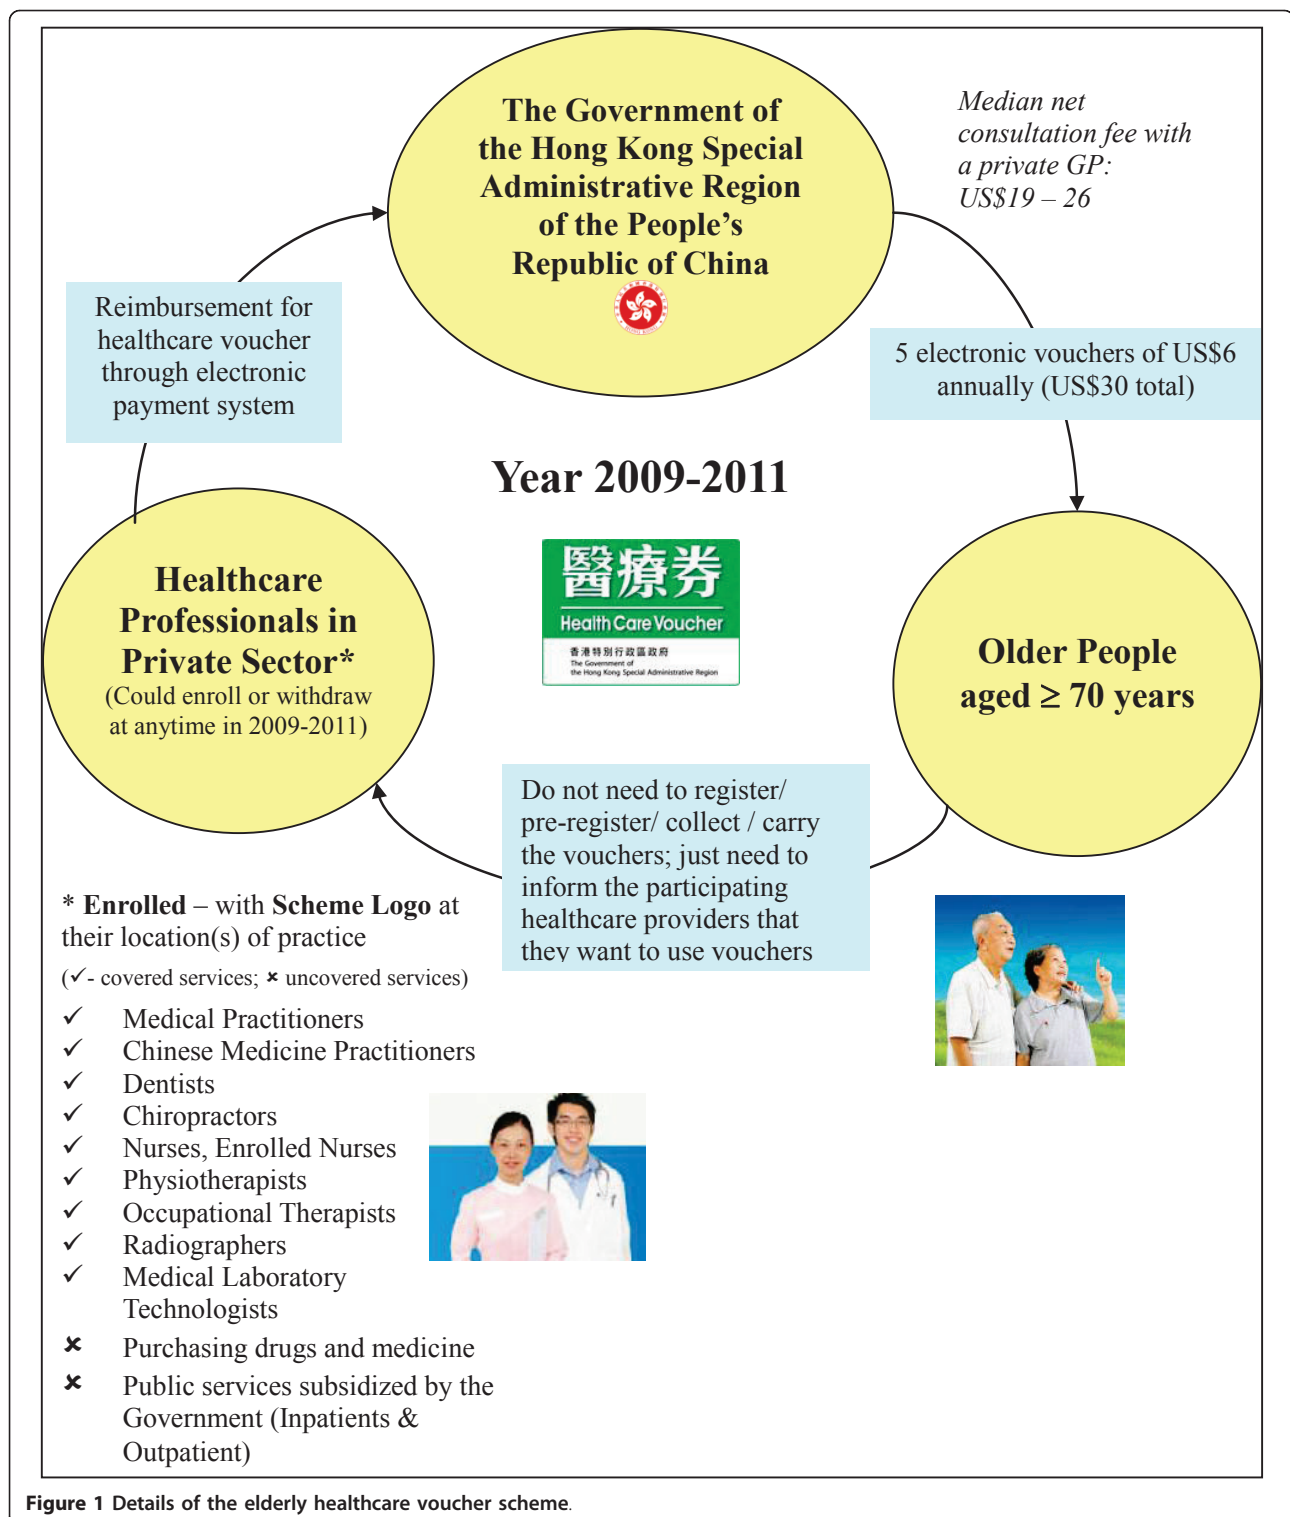 The Government of
the Hong Kong Special
Administrative Region
of the People's
Republic of China
Median net
consultation fee with
a private GP:
US$19 – 26
Reimbursement for
healthcare voucher
through electronic
payment system
5 electronic vouchers of US$6
annually (US$30 total)
Year 2009-2011
醫療券
Health Care Voucher
香港特別行政區政府
The Government of
the Hong Kong Special Administrative Region
Healthcare
Professionals in
Private Sector*
(Could enroll or withdraw
at anytime in 2009-2011)
Older People
aged ≥ 70 years
Do not need to register/
pre-register/ collect / carry
the vouchers; just need to
inform the participating
healthcare providers that
they want to use vouchers
* Enrolled – with Scheme Logo at
their location(s) of practice
(✓- covered services; ✘ uncovered services)
✓ Medical Practitioners
✓ Chinese Medicine Practitioners
✓ Dentists
✓ Chiropractors
✓ Nurses, Enrolled Nurses
✓ Physiotherapists
✓ Occupational Therapists
✓ Radiographers
✓ Medical Laboratory
Technologists
✘ Purchasing drugs and medicine
✘ Public services subsidized by the
Government (Inpatients &
Outpatient)
Figure 1 Details of the elderly healthcare voucher scheme.